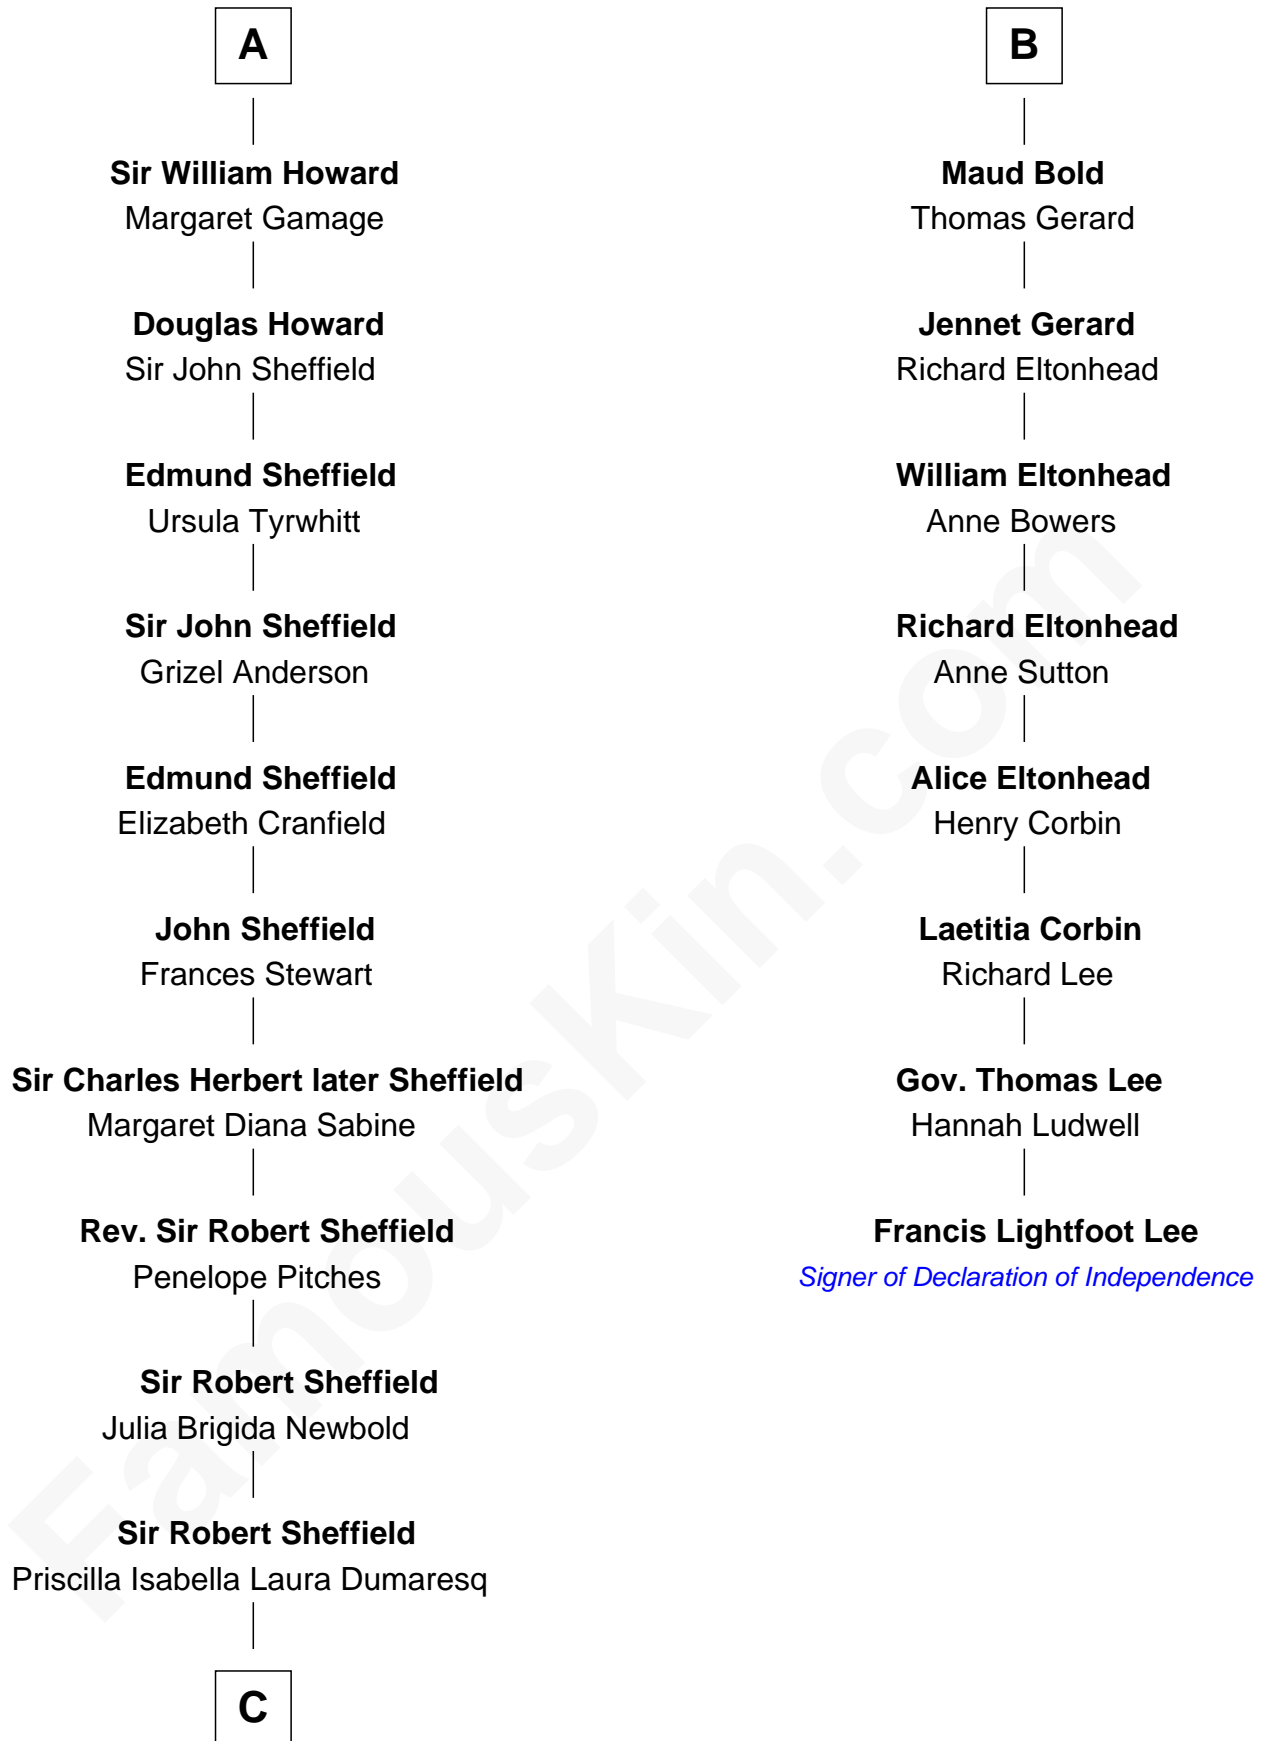 A
Sir William Howard
Margaret Gamage
Douglas Howard
Sir John Sheffield
Edmund Sheffield
Ursula Tyrwhitt
Sir John Sheffield
Grizel Anderson
Edmund Sheffield
Elizabeth Cranfield
John Sheffield
Frances Stewart
Sir Charles Herbert later Sheffield
Margaret Diana Sabine
Rev. Sir Robert Sheffield
Penelope Pitches
Sir Robert Sheffield
Julia Brigida Newbold
Sir Robert Sheffield
Priscilla Isabella Laura Dumaresq
C
B
Maud Bold
Thomas Gerard
Jennet Gerard
Richard Eltonhead
William Eltonhead
Anne Bowers
Richard Eltonhead
Anne Sutton
Alice Eltonhead
Henry Corbin
Laetitia Corbin
Richard Lee
Gov. Thomas Lee
Hannah Ludwell
Francis Lightfoot Lee
Signer of Declaration of Independence
FamousKin.com